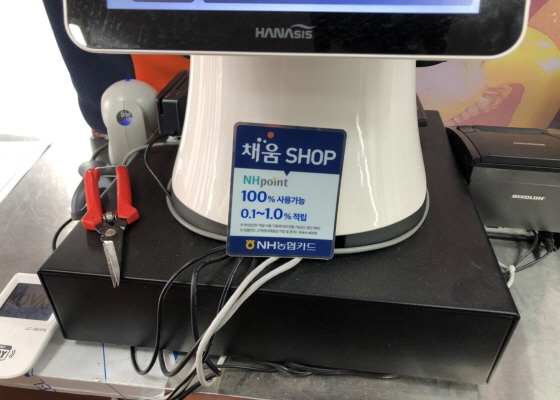 HANAsis
Orbit
채움 SHOP
NHpoint
100% 사용가능
0.1~1.0% 적립
NH농협카드
BIXOLON